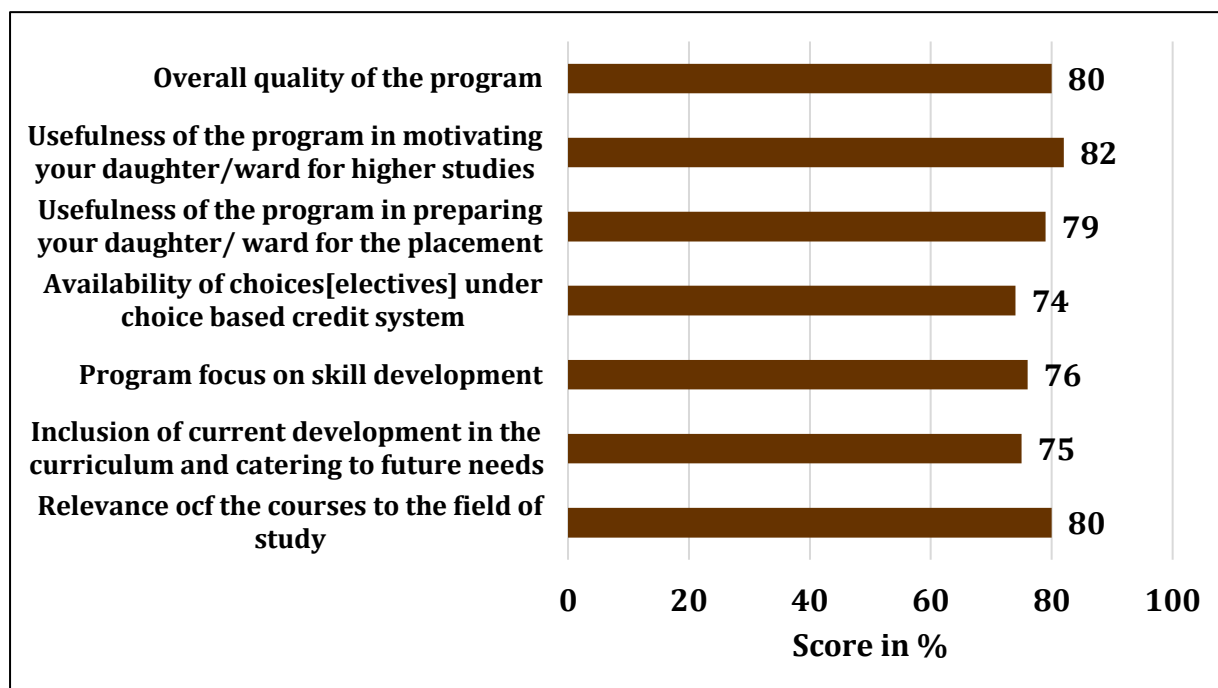 Overall quality of the program
80
Usefulness of the program in motivating
your daughter/ward for higher studies
82
Usefulness of the program in preparing
your daughter/ ward for the placement
79
Availability of choices[electives] under
choice based credit system
74
Program focus on skill development
76
Inclusion of current development in the
curriculum and catering to future needs
75
Relevance ocf the courses to the field of
study
80
0 20 40 60 80 100
Score in %